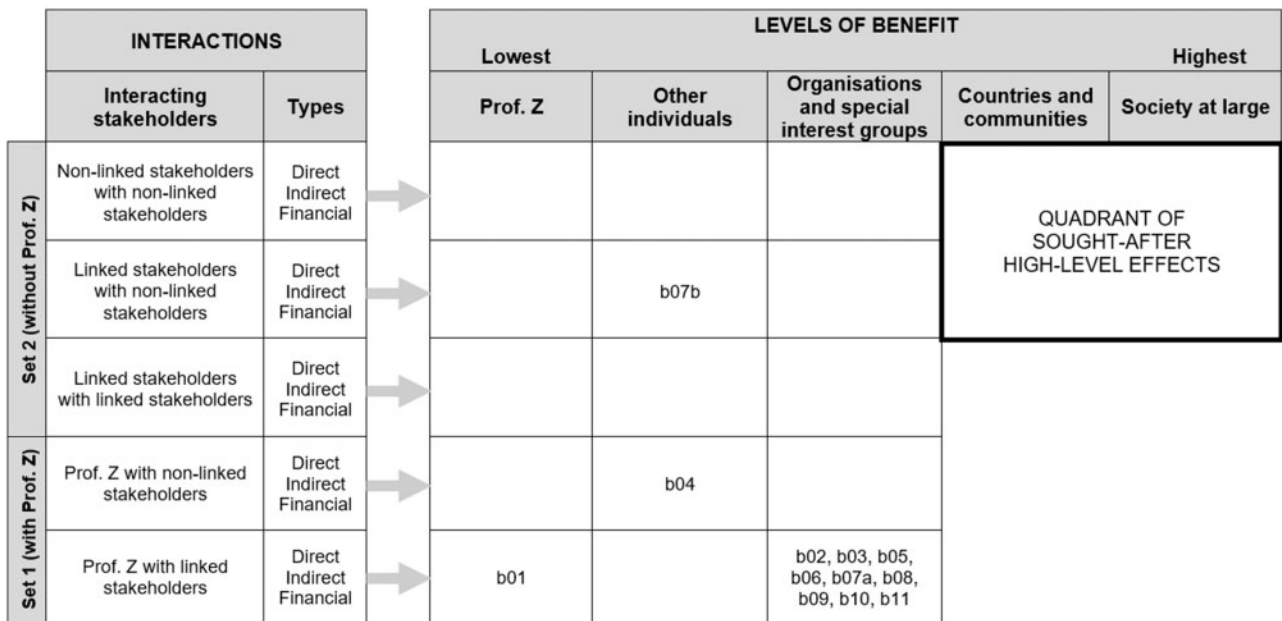 INTERACTIONS
LEVELS OF BENEFIT
Lowest
Highest
Interacting
stakeholders
Types
Prof. Z
Other
individuals
Organisations
and special
interest groups
Countries and
communities
Society at large
Set 2 (without Prof. Z)
Non-linked stakeholders
with non-linked
stakeholders
Direct
Indirect
Financial
QUADRANT OF
SOUGHT-AFTER
HIGH-LEVEL EFFECTS
Linked stakeholders
with non-linked
stakeholders
Direct
Indirect
Financial
b07b
Linked stakeholders
with linked stakeholders
Direct
Indirect
Financial
Set 1 (with Prof. Z)
Prof. Z with non-linked
stakeholders
Direct
Indirect
Financial
b04
Prof. Z with linked
stakeholders
Direct
Indirect
Financial
b01
b02, b03, b05,
b06, b07a, b08,
b09, b10, b11